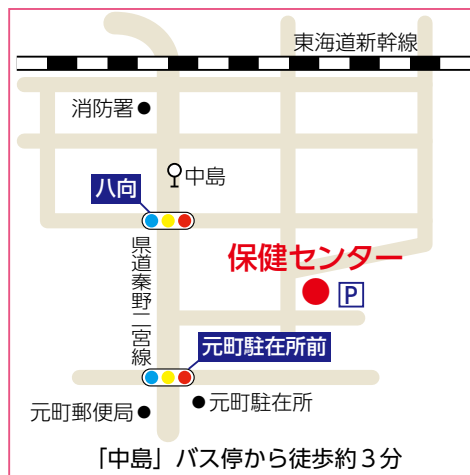 東海道新幹線
消防署
中島
八向
県道秦野二宮線
保健センター
P
元町駐在所前
元町郵便局
元町駐在所
「中島」バス停から徒歩約３分